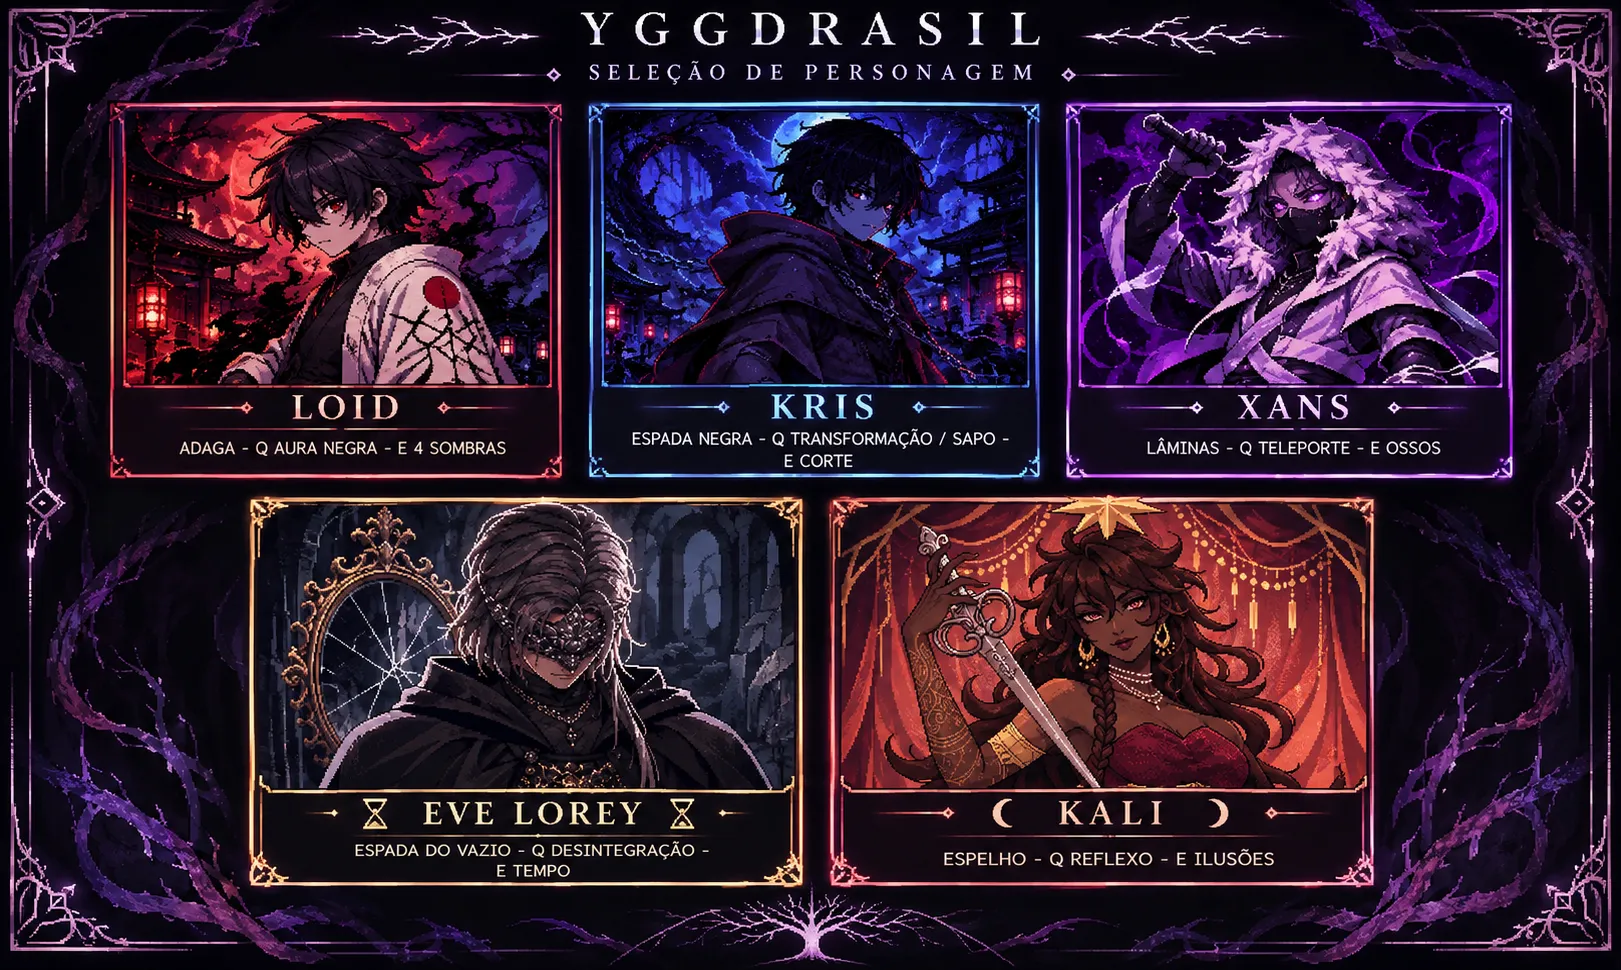 YGGDRASIL
SELEÇÃO DE PERSONAGEM
LOID
ADAGA - Q AURA NEGRA - E 4 SOMBRAS
KRIS
ESPADA NEGRA - Q TRANSFORMAÇÃO / SAPO -
E CORTE
XANS
LÂMINAS - Q TELEPORTE - E OSSOS
EVE LOREY
ESPADA DO VAZIO - Q DESINTEGRAÇÃO -
E TEMPO
KALI
ESPELHO - Q REFLEXO - E ILUSÕES